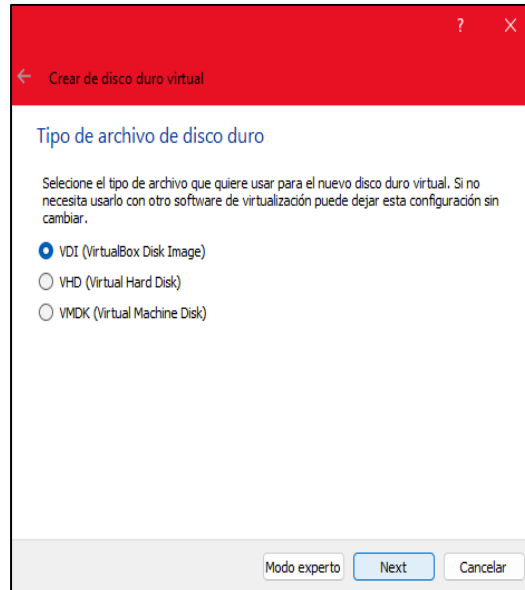 ?
Crear de disco duro virtual
Tipo de archivo de disco duro
Selecione el tipo de archivo que quiere usar para el nuevo disco duro virtual. Si no
necesita usarlo con otro software de virtualización puede dejar esta configuración sin
cambiar.
VDI (VirtualBox Disk Image)
VHD (Virtual Hard Disk)
VMDK (Virtual Machine Disk)
Modo experto Next Cancelar